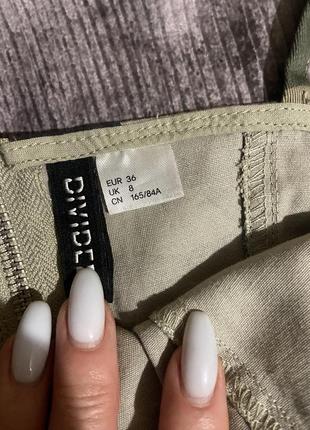 DIVIDE
EUR 36
UK 8
CN 165/84A